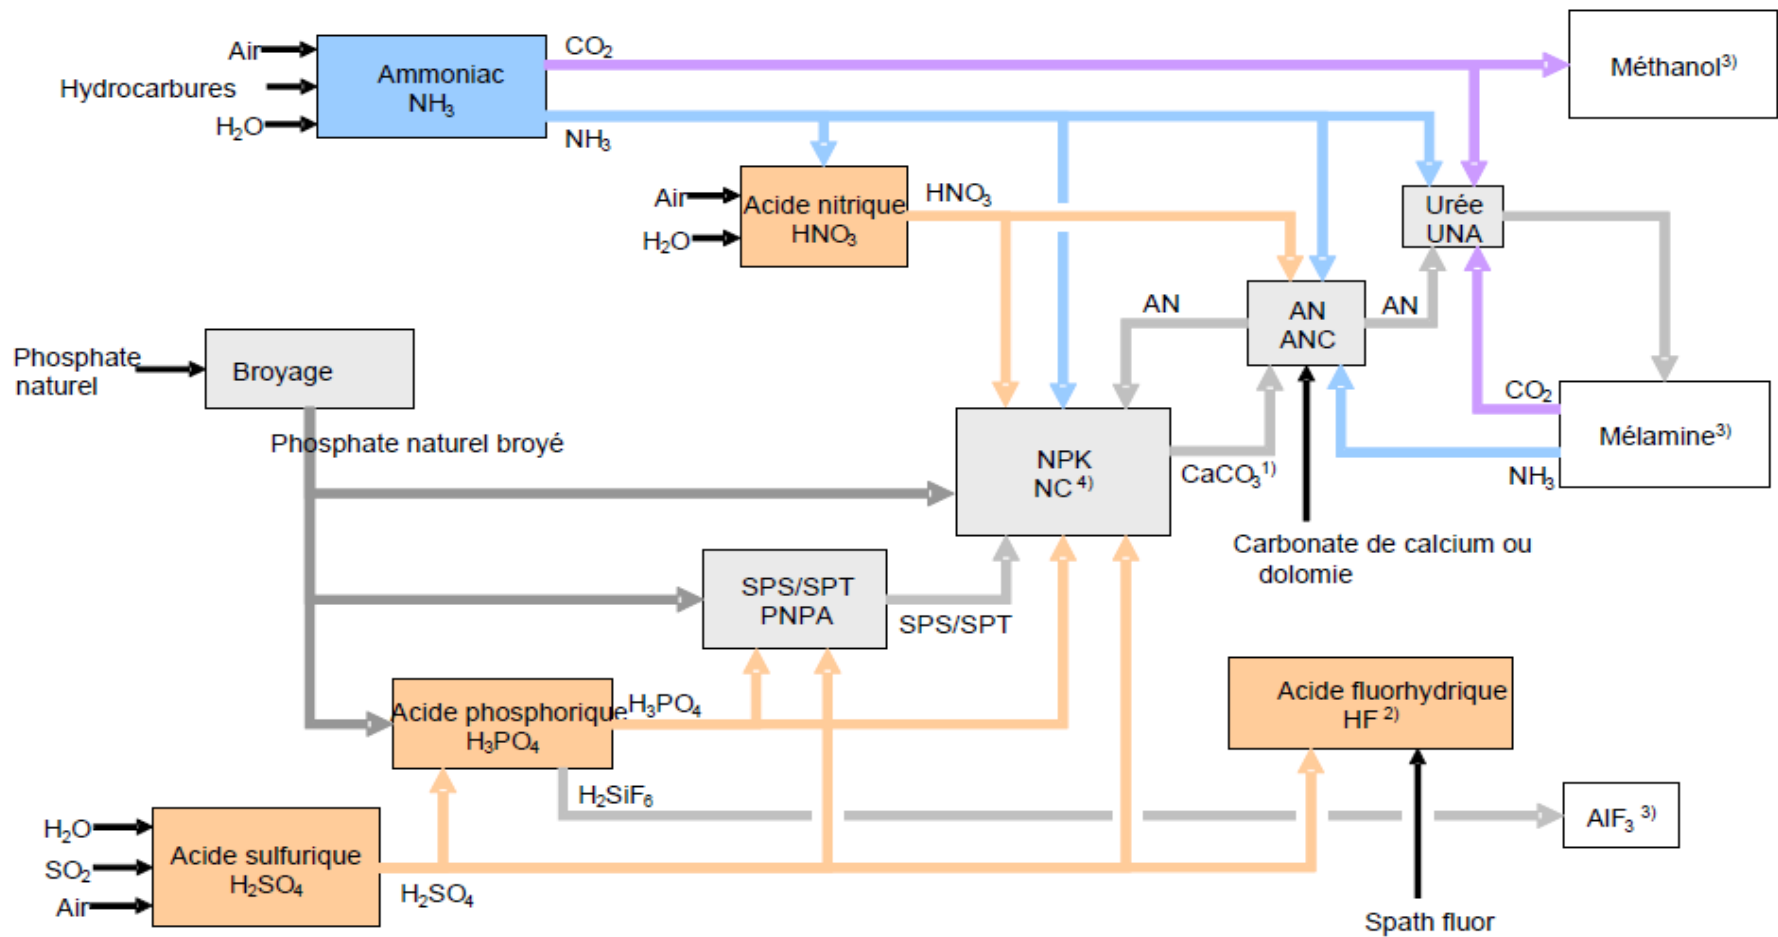 Air
Hydrocarbures
H₂O
Ammoniac
NH₃
CO₂
NH₃
Méthanol³⁾
Air
H₂O
Acide nitrique
HNO₃
HNO₃
Urée
UNA
AN
AN
ANC
AN
Phosphate
naturel
Broyage
Phosphate naturel broyé
CO₂
Mélamine³⁾
NH₃
NPK
NC ⁴⁾
CaCO₃¹⁾
Carbonate de calcium ou
dolomie
SPS/SPT
PNPA
SPS/SPT
Acide phosphorique
H₃PO₄
H₃PO₄
Acide fluorhydrique
HF ²⁾
H₂SiF₆
AlF₃ ³⁾
H₂O
SO₂
Air
Acide sulfurique
H₂SO₄
H₂SO₄
Spath fluor